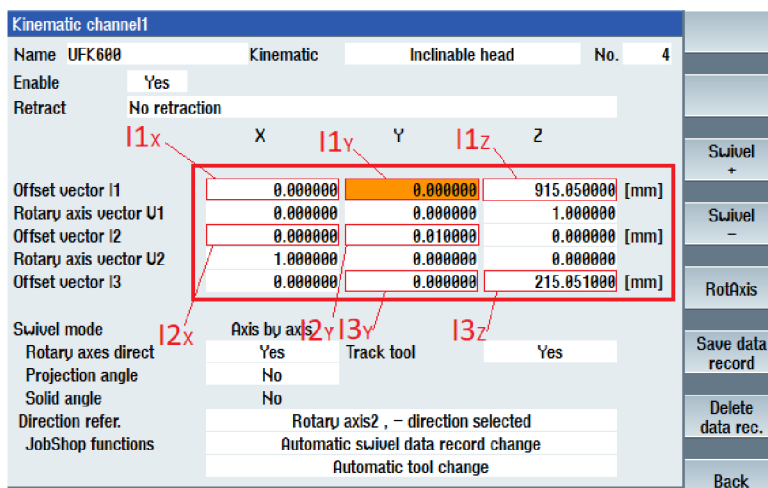 Kinematic channel1
Name UFK600 Kinematic Inclinable head No. 4
Enable Yes
Retract No retraction
I1X I1Y I1Z
X Y Z
Offset vector I1 0.000000 0.000000 915.050000 [mm]
Rotary axis vector U1 0.000000 0.000000 1.000000
Offset vector I2 0.000000 0.010000 0.000000 [mm]
Rotary axis vector U2 1.000000 0.000000 0.000000
Offset vector I3 0.000000 0.000000 215.051000 [mm]
I2X I2Y I3Y I3Z
Swivel mode Axis by axis
Rotary axes direct Yes Track tool Yes
Projection angle No
Solid angle No
Direction refer. Rotary axis2 , – direction selected
JobShop functions Automatic swivel data record change
Automatic tool change
Swivel
+
Swivel
–
RotAxis
Save data
record
Delete
data rec.
Back